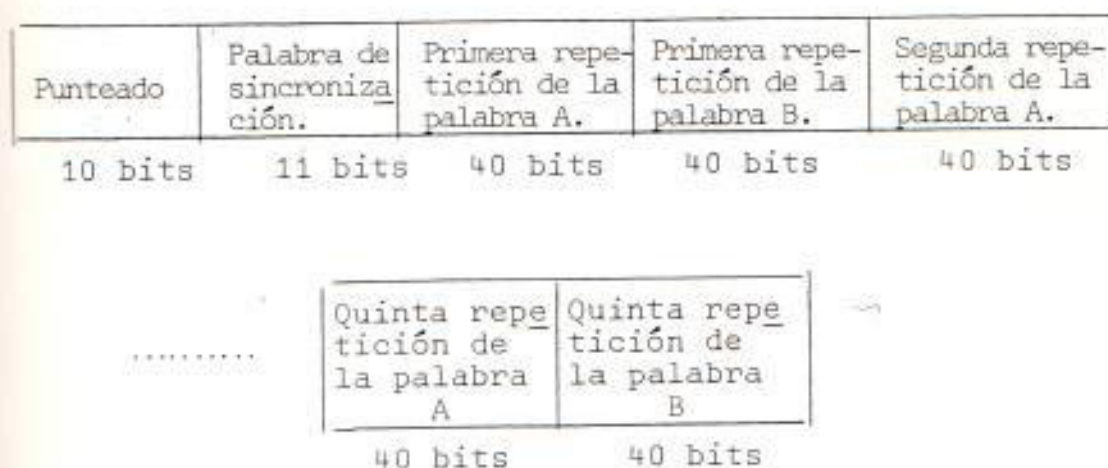 Punteado
Palabra de
sincroniza
ción.
Primera repe-
tición de la
palabra A.
Primera repe-
tición de la
palabra B.
Segunda repe-
tición de la
palabra A.
10 bits
11 bits
40 bits
40 bits
40 bits
..........
Quinta repe
tición de
la palabra
A
Quinta repe
tición de
la palabra
B
40 bits
40 bits